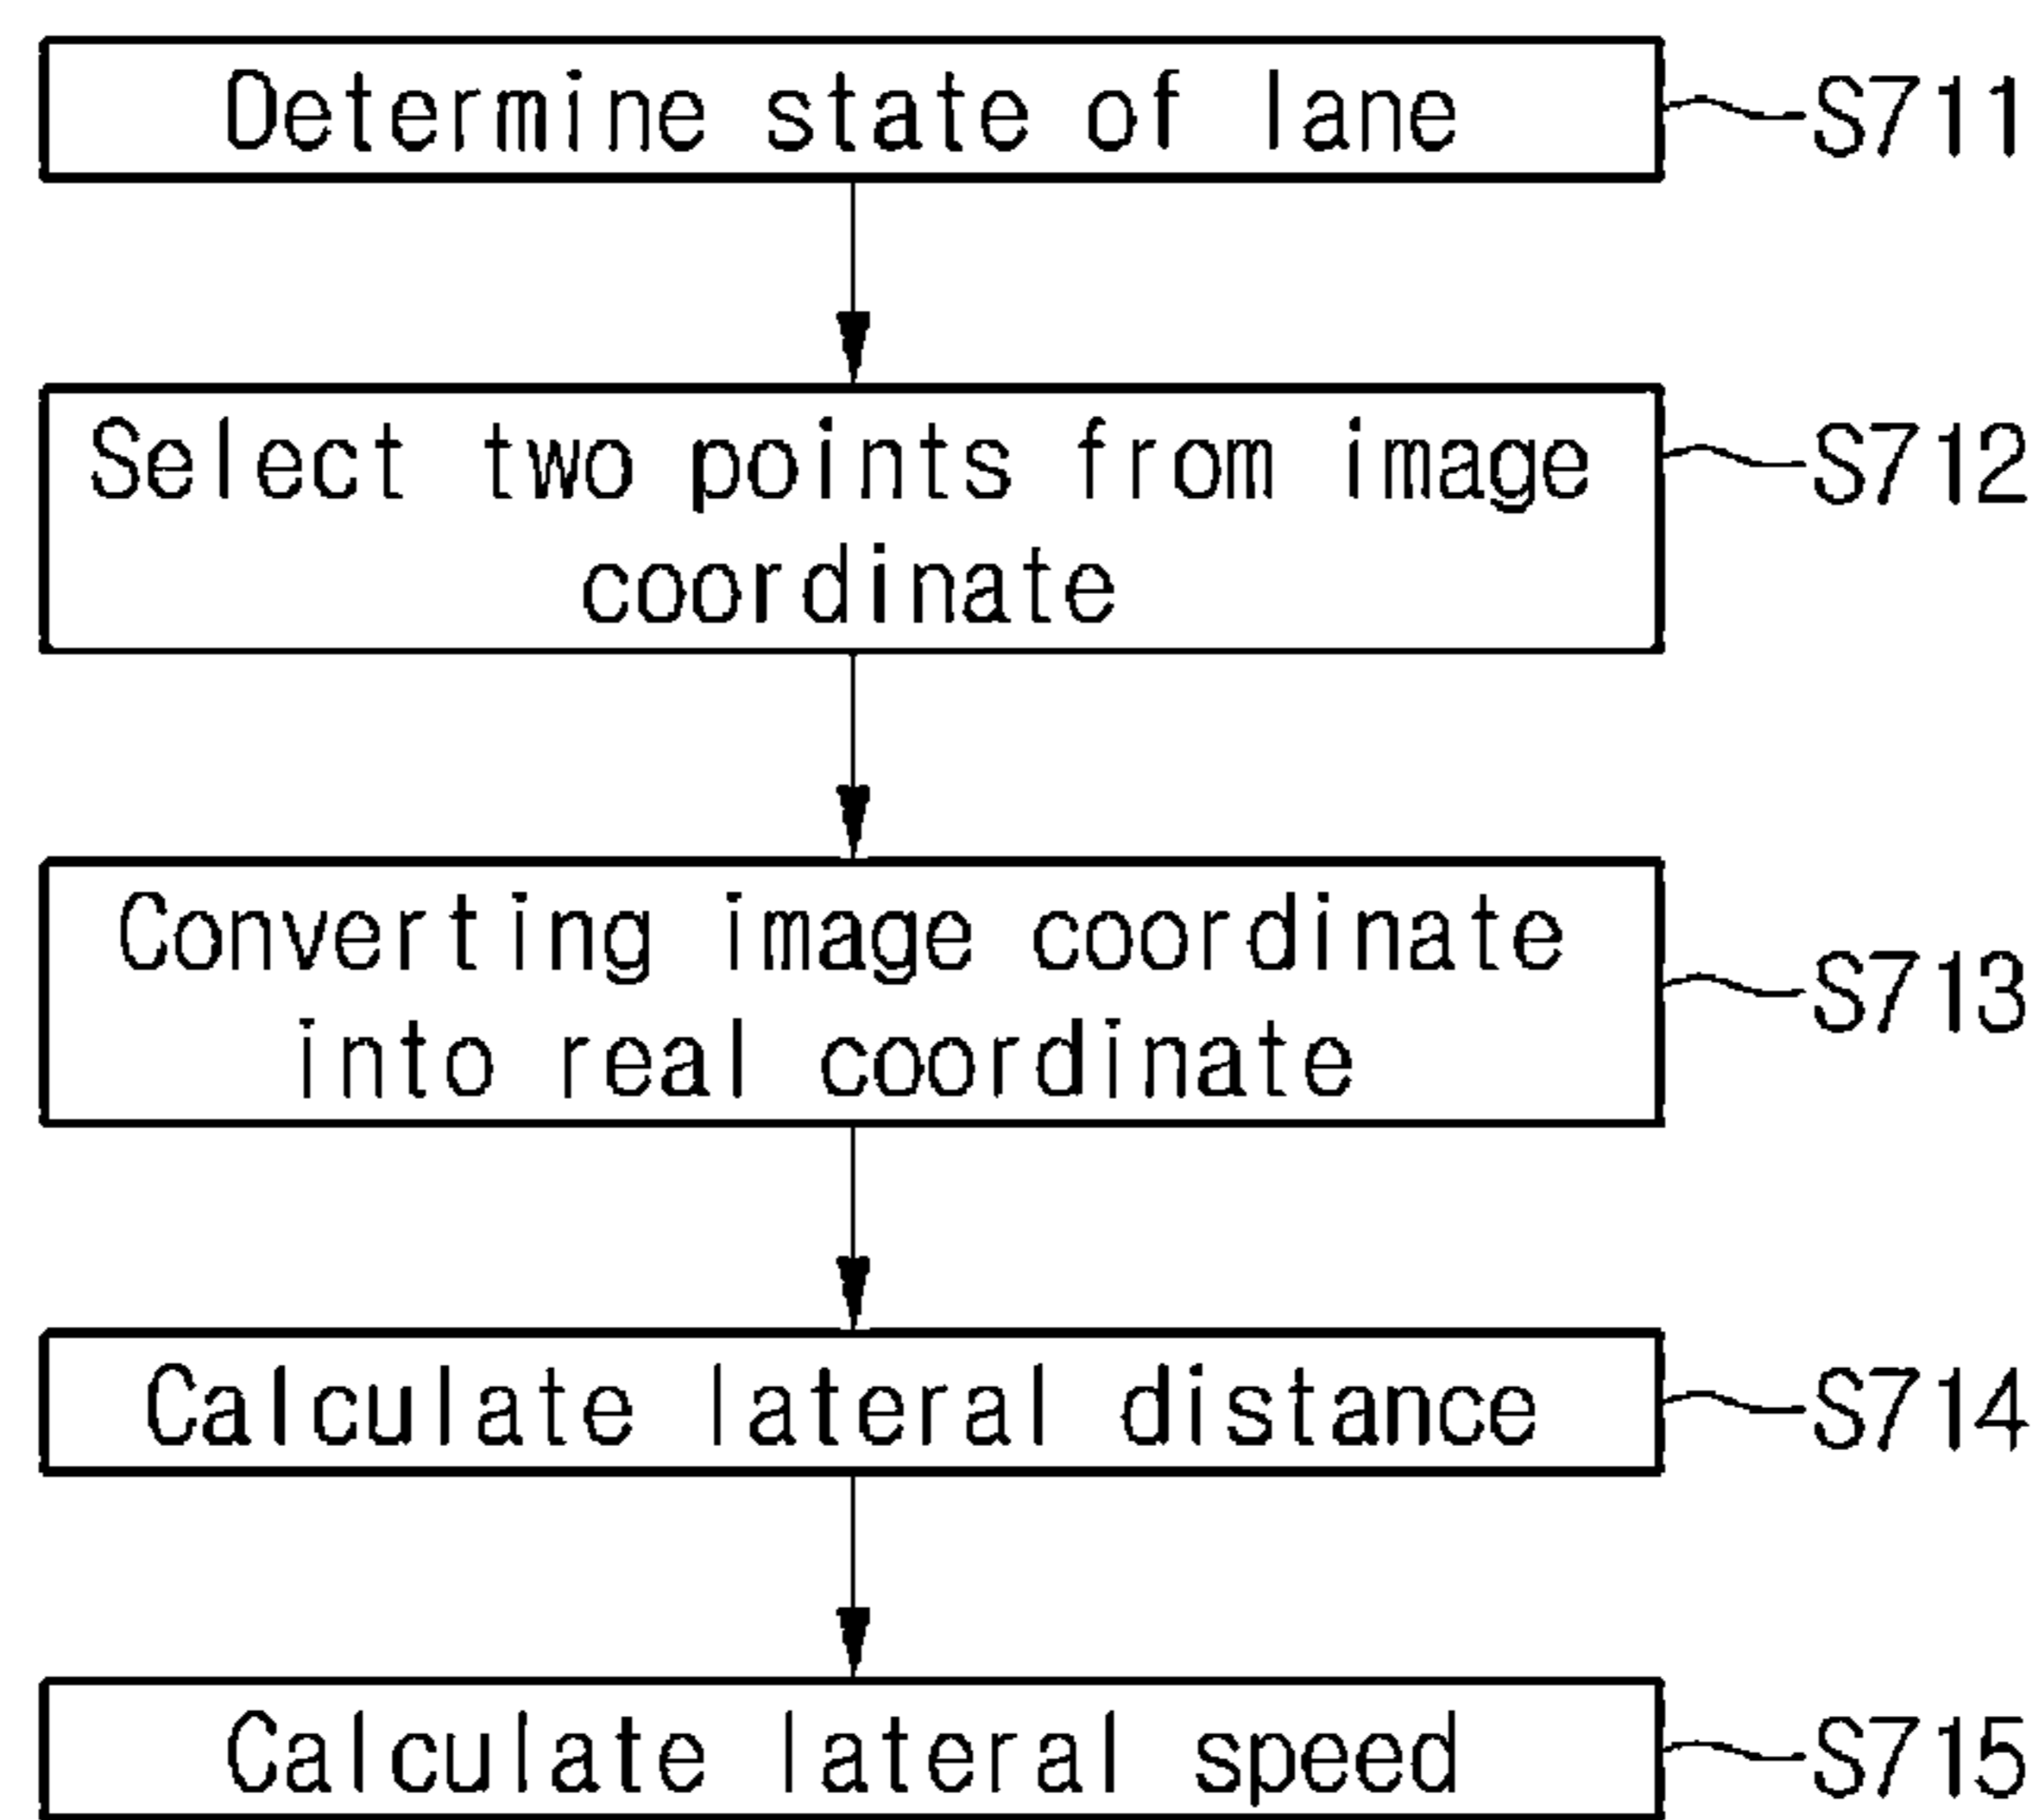 Determine state of lane
S711
Select two points from image
coordinate
S712
Converting image coordinate
into real coordinate
S713
Calculate lateral distance
S714
Calculate lateral speed
S715